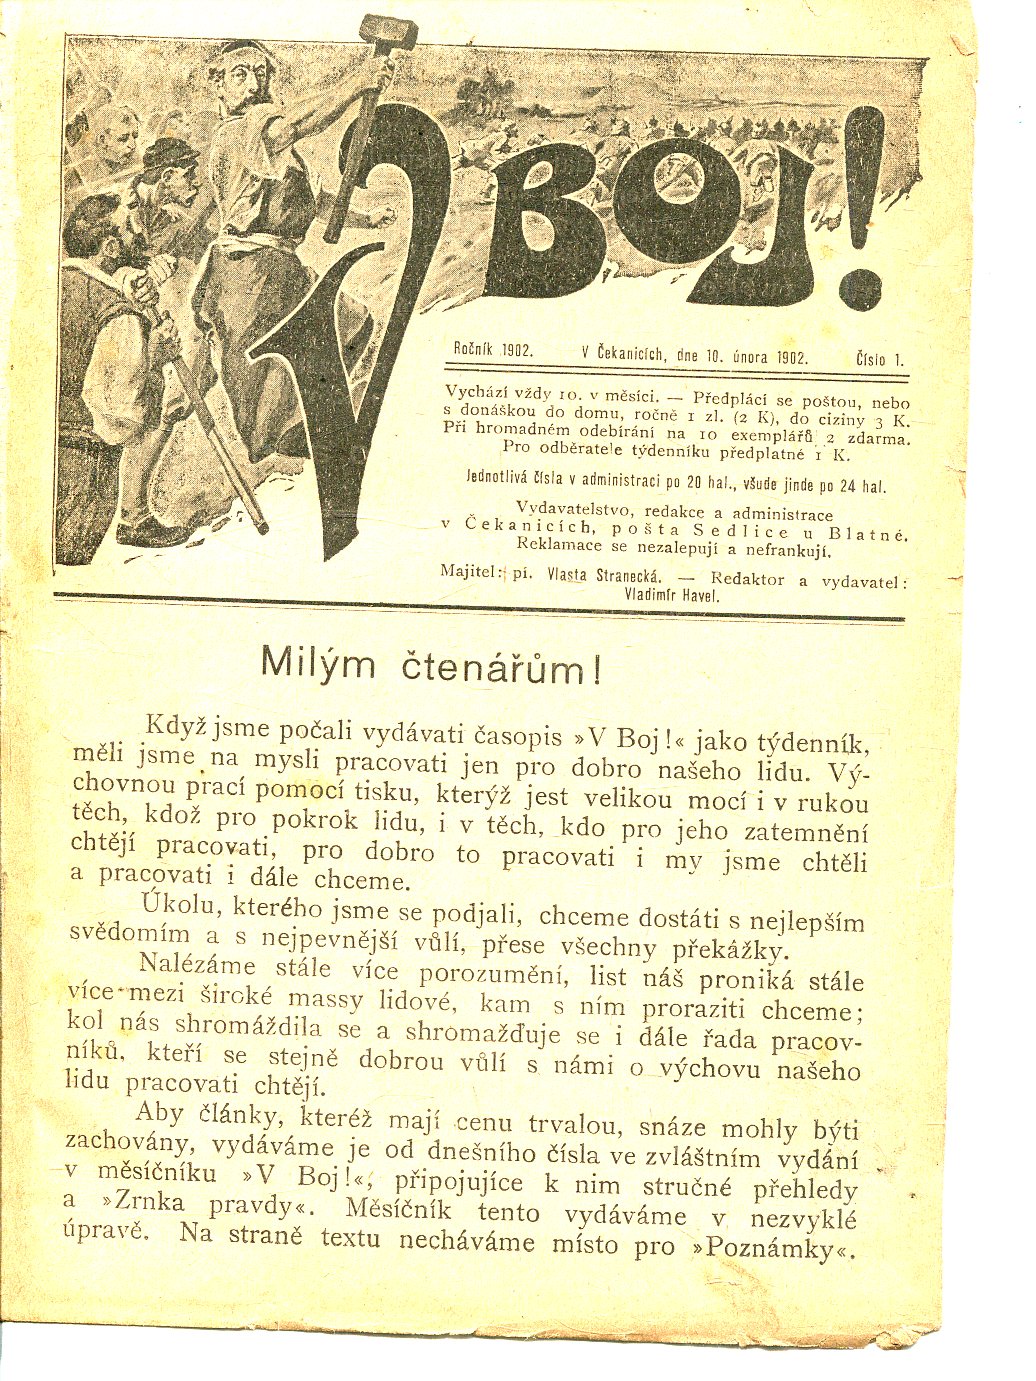 V BOJ!
Ročník 1902. V Čekanicích, dne 10. února 1902. Číslo 1.
Vychází vždy 10. v měsíci. — Předplácí se poštou, nebo
s donáškou do domu, ročně 1 zl. (2 K), do ciziny 3 K.
Při hromadném odebírání na 10 exemplářů 2 zdarma.
Pro odběratele týdenníku předplatné 1 K.
Jednotlivá čísla v administraci po 20 hal., všude jinde po 24 hal.
Vydavatelstvo, redakce a administrace
v Čekanicích, pošta Sedlice u Blatné.
Reklamace se nezalepují a nefrankují.
Majitel: pí. Vlasta Stranecká. — Redaktor a vydavatel:
Vladimír Havel.
Milým čtenářům!
Když jsme počali vydávati časopis »V Boj!« jako týdenník,
měli jsme na mysli pracovati jen pro dobro našeho lidu. Vý-
chovnou prací pomocí tisku, kterýž jest velikou mocí i v rukou
těch, kdož pro pokrok lidu, i v těch, kdo pro jeho zatemnění
chtějí pracovati, pro dobro to pracovati i my jsme chtěli
a pracovati i dále chceme.
Úkolu, kterého jsme se podjali, chceme dostáti s nejlepším
svědomím a s nejpevnější vůlí, přese všechny překážky.
Nalézáme stále více porozumění, list náš proniká stále
více mezi široké massy lidové, kam s ním proraziti chceme;
kol nás shromáždila se a shromažďuje se i dále řada pracov-
níků, kteří se stejně dobrou vůlí s námi o výchovu našeho
lidu pracovati chtějí.
Aby články, kteréž mají cenu trvalou, snáze mohly býti
zachovány, vydáváme je od dnešního čísla ve zvláštním vydání
v měsíčníku »V Boj!«, připojujíce k nim stručné přehledy
a »Zrnka pravdy«. Měsíčník tento vydáváme v nezvyklé
úpravě. Na straně textu necháváme místo pro »Poznámky«.